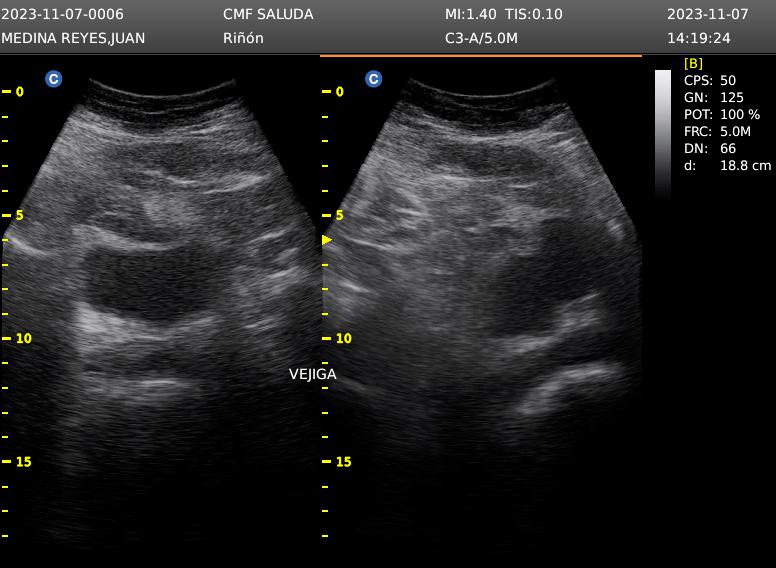 2023-11-07-0006 CMF SALUDA MI:1.40 TIS:0.10 2023-11-07
MEDINA REYES,JUAN Riñón C3-A/5.0M 14:19:24
[B]
CPS: 50
GN: 125
POT: 100 %
FRC: 5.0M
DN: 66
d: 18.8 cm
C C
0 0
5 5
10 10
VEJIGA
15 15